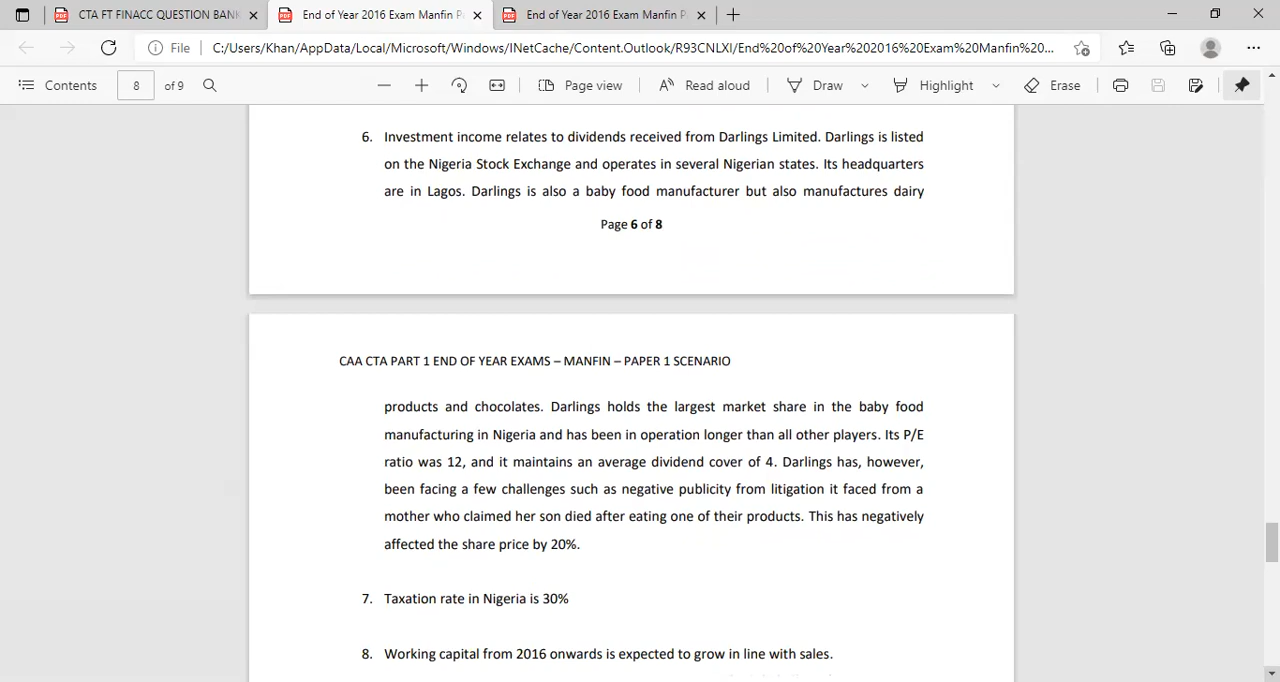 CTA FT FINACC QUESTION BANK
End of Year 2016 Exam Manfin P
End of Year 2016 Exam Manfin P
File
C:/Users/Khan/AppData/Local/Microsoft/Windows/INetCache/Content.Outlook/R93CNLXI/End%20of%20Year%202016%20Exam%20Manfin%20...
Contents
8 of 9
Page view
Read aloud
Draw
Highlight
Erase
6. Investment income relates to dividends received from Darlings Limited. Darlings is listed
on the Nigeria Stock Exchange and operates in several Nigerian states. Its headquarters
are in Lagos. Darlings is also a baby food manufacturer but also manufactures dairy
Page 6 of 8
CAA CTA PART 1 END OF YEAR EXAMS – MANFIN – PAPER 1 SCENARIO
products and chocolates. Darlings holds the largest market share in the baby food
manufacturing in Nigeria and has been in operation longer than all other players. Its P/E
ratio was 12, and it maintains an average dividend cover of 4. Darlings has, however,
been facing a few challenges such as negative publicity from litigation it faced from a
mother who claimed her son died after eating one of their products. This has negatively
affected the share price by 20%.
7. Taxation rate in Nigeria is 30%
8. Working capital from 2016 onwards is expected to grow in line with sales.